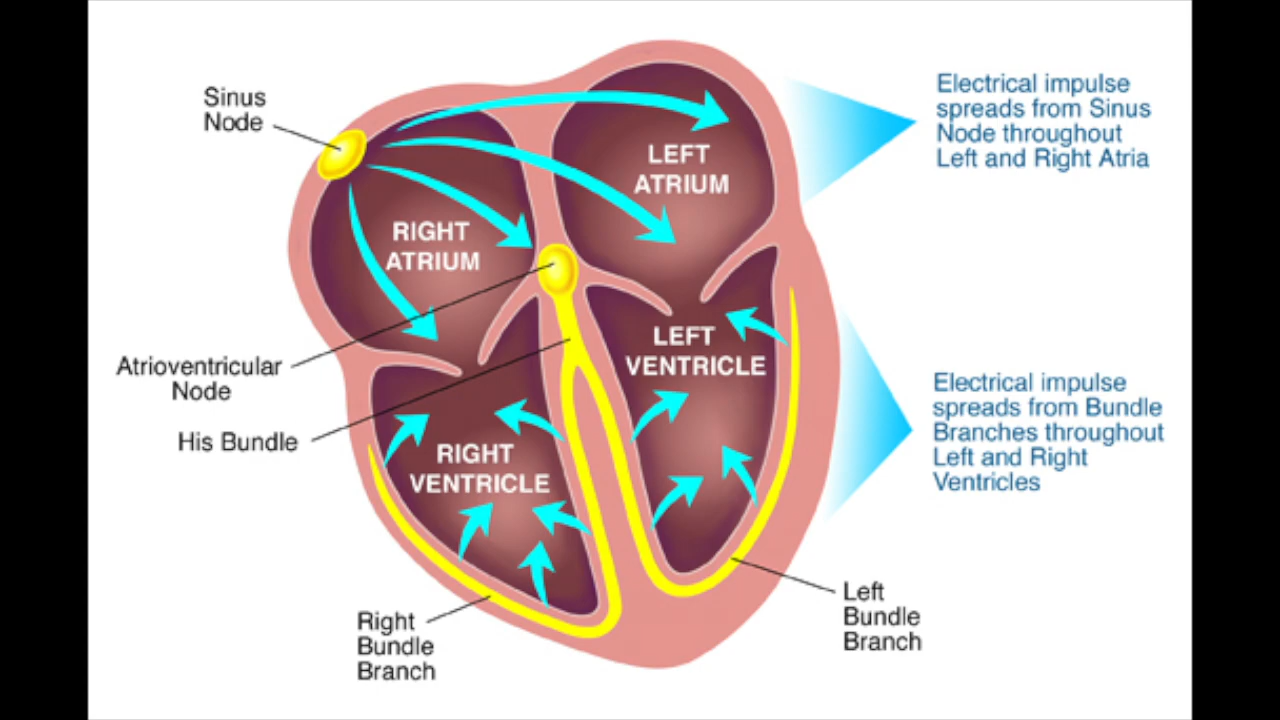 Sinus
Node
Electrical impulse
spreads from Sinus
Node throughout
Left and Right Atria
LEFT
ATRIUM
RIGHT
ATRIUM
Atrioventricular
Node
His Bundle
LEFT
VENTRICLE
RIGHT
VENTRICLE
Electrical impulse
spreads from Bundle
Branches throughout
Left and Right
Ventricles
Right
Bundle
Branch
Left
Bundle
Branch